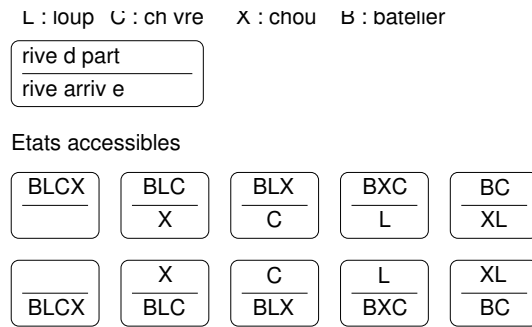 L : loup C : ch vre X : chou B : batelier
rive d part
rive arriv e
Etats accessibles
BLCX BLC BLX BXC BC
X C L XL
X C L XL
BLCX BLC BLX BXC BC